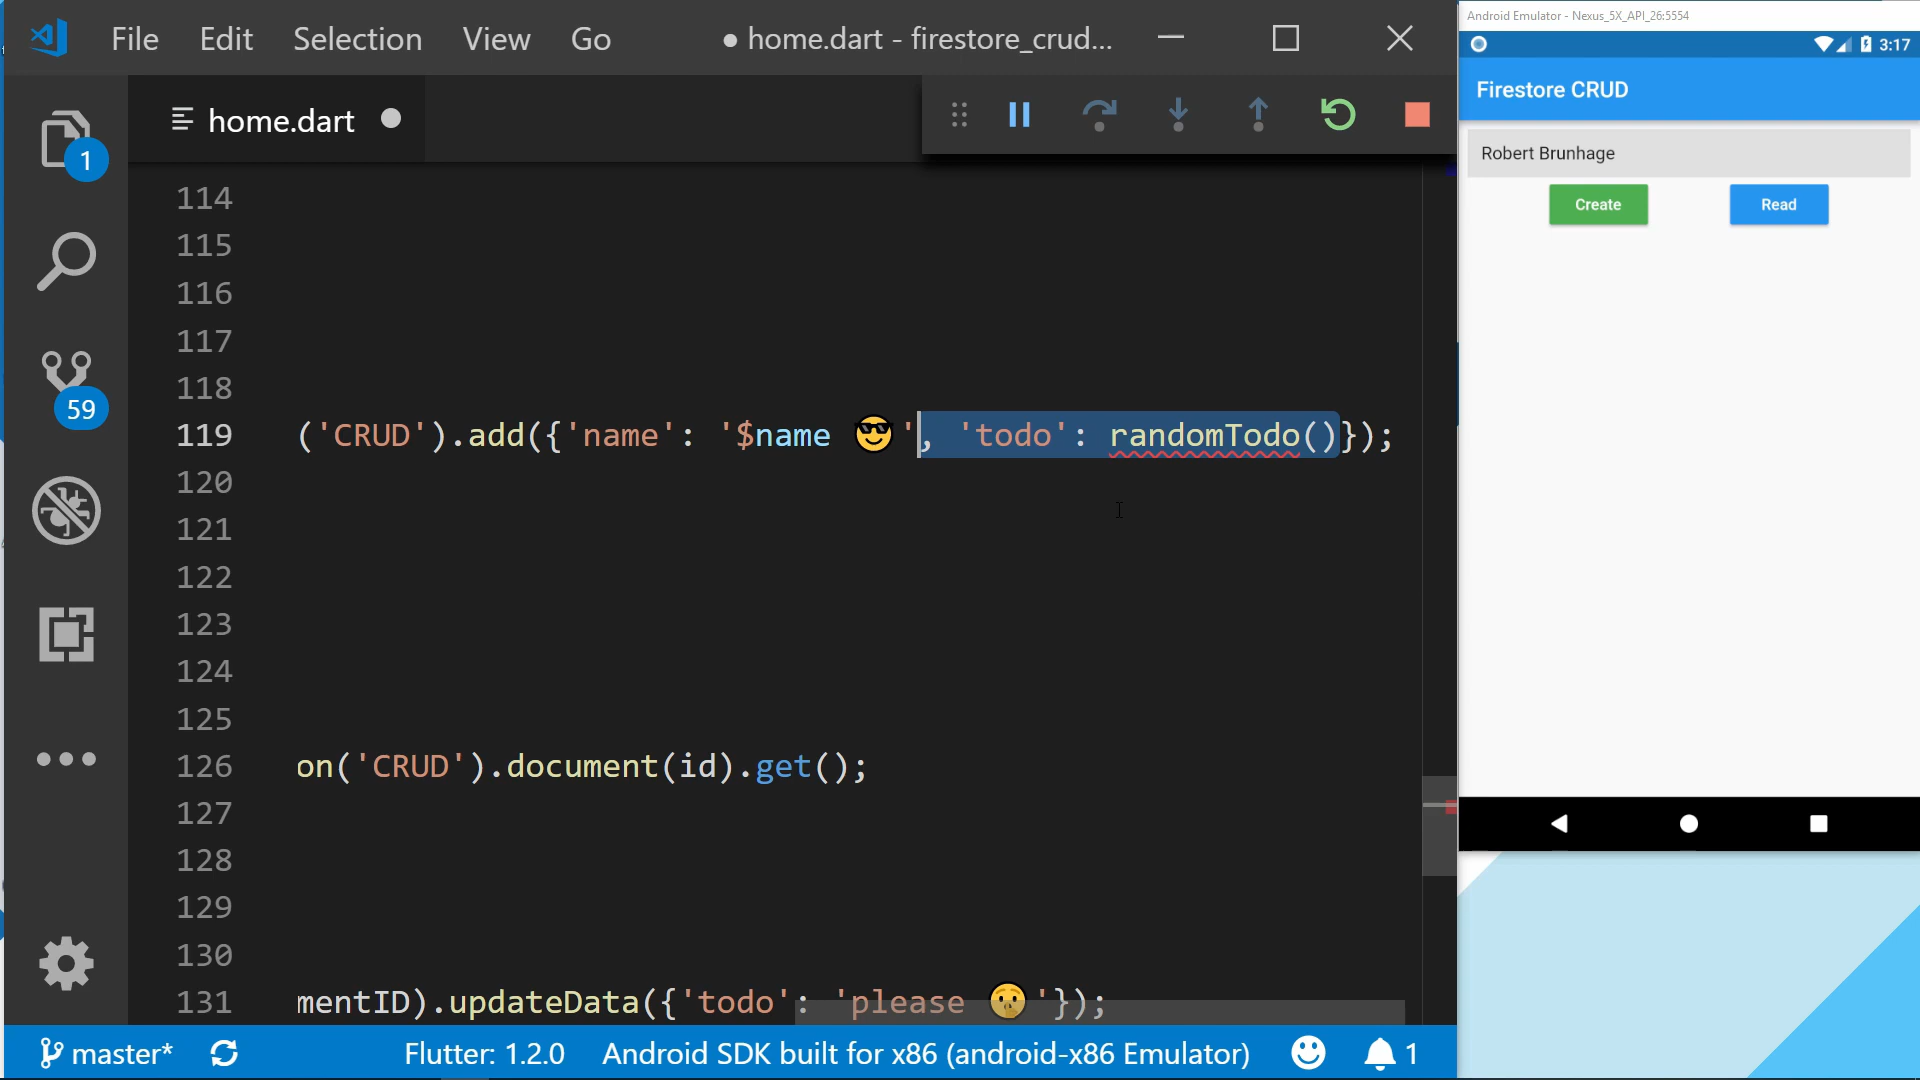 File Edit Selection View Go ● home.dart - firestore_crud...
home.dart
1
59
114
115
116
117
118
119 ('CRUD').add({'name': '$name 😎', 'todo': randomTodo()});
120
121
122
123
124
125
126 on('CRUD').document(id).get();
127
128
129
130
131 mentID).updateData({'todo': 'please 🤫'});
master* Flutter: 1.2.0 Android SDK built for x86 (android-x86 Emulator) 1
Android Emulator - Nexus_5X_API_26:5554
3:17
Firestore CRUD
Robert Brunhage
Create Read